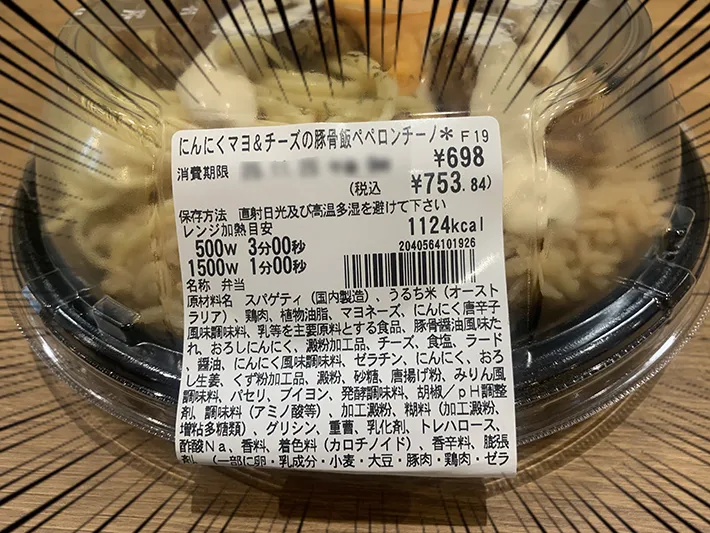 にんにくマヨ&チーズの豚骨飯ペペロンチーノ* F19
消費期限
¥698
(税込 ¥753.84)
保存方法 直射日光及び高温多湿を避けて下さい
レンジ加熱目安 1124kcal
500W 3分00秒
1500W 1分00秒
2040564101926
名称 弁当
原材料名 スパゲティ(国内製造)、うるち米(オースト
ラリア)、鶏肉、植物油脂、マヨネーズ、にんにく唐辛子
風味調味料、乳等を主要原料とする食品、豚骨醤油風味た
れ、おろしにんにく、澱粉加工品、チーズ、食塩、ラード
、醤油、にんにく風味調味料、ゼラチン、にんにく、おろ
し生姜、くず粉加工品、澱粉、砂糖、唐揚げ粉、みりん風
調味料、パセリ、ブイヨン、発酵調味料、胡椒/pH調整
剤、調味料(アミノ酸等)、加工澱粉、糊料(加工澱粉、
増粘多糖類)、グリシン、重曹、乳化剤、トレハロース、
酢酸Na、香料、着色料(カロチノイド)、香辛料、膨張
剤、(一部に卵・乳成分・小麦・大豆・豚肉・鶏肉・ゼラ